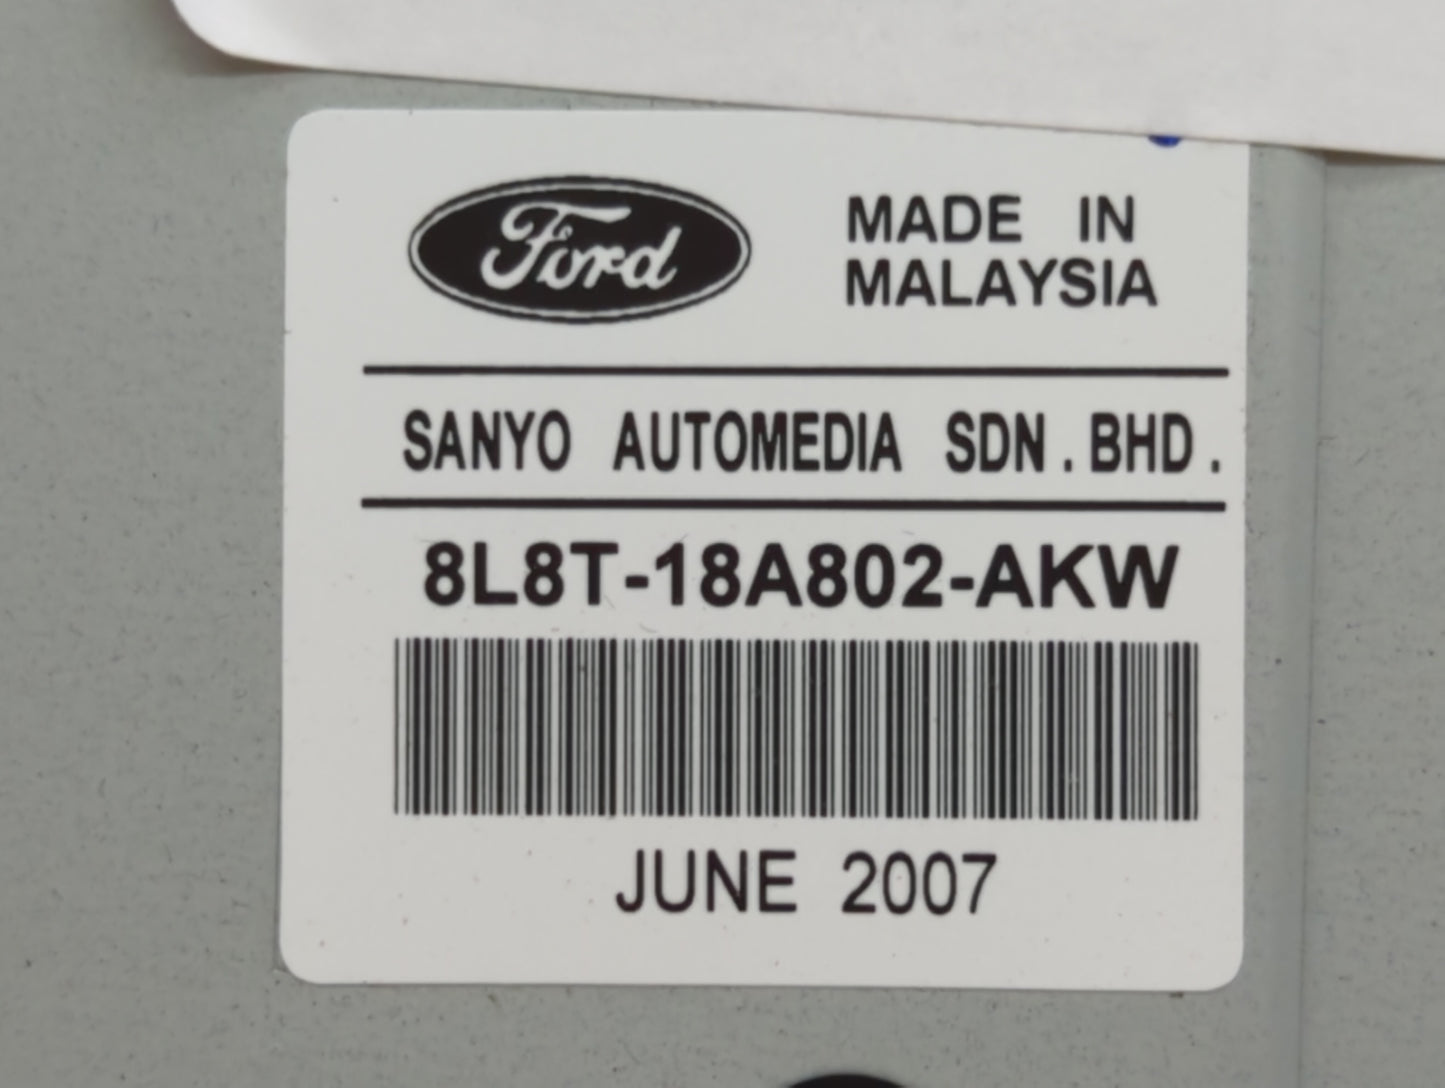 Ford
MADE IN
MALAYSIA
SANYO AUTOMEDIA SDN. BHD.
8L8T-18A802-AKW
JUNE 2007